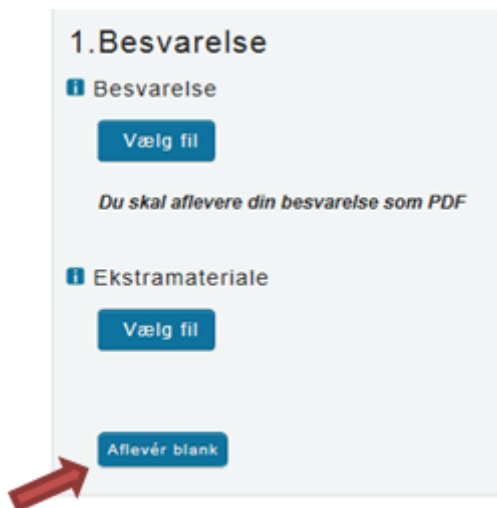 1.Besvarelse
Besvarelse
Vælg fil
Du skal aflevere din besvarelse som PDF
Ekstramateriale
Vælg fil
Aflevér blank